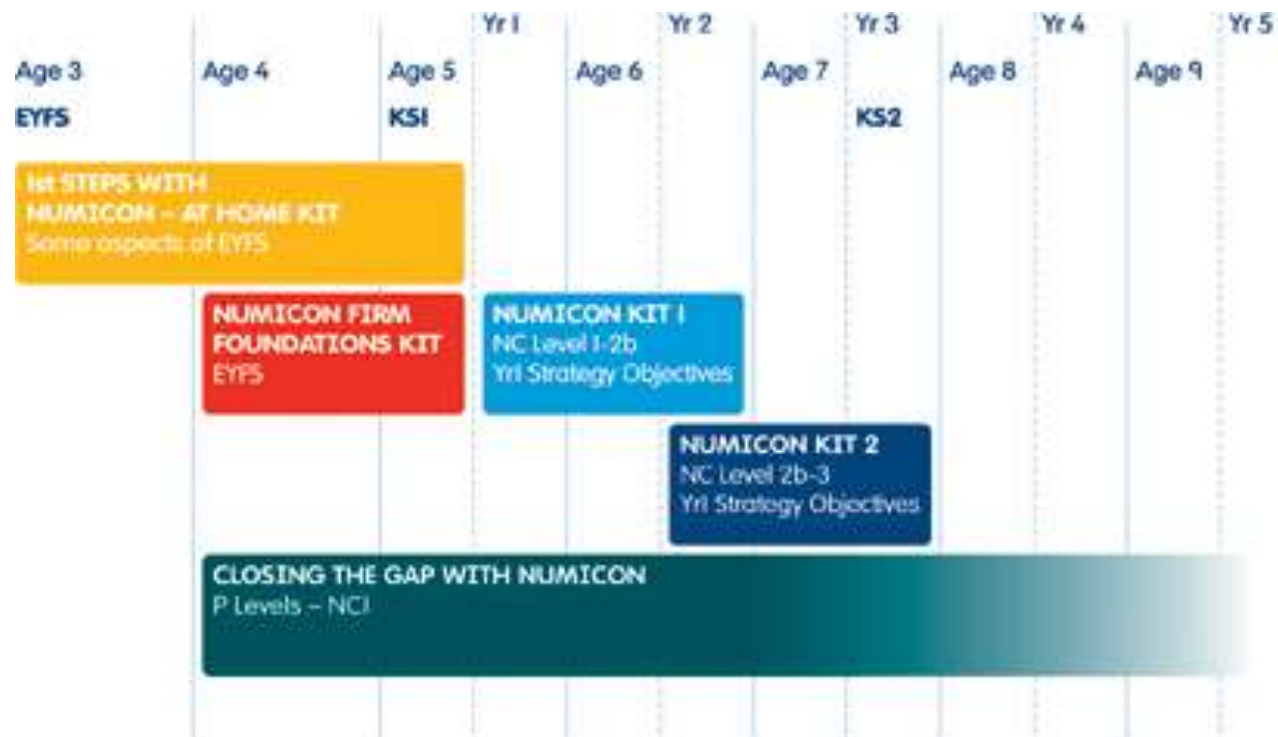 Yr 1 Yr 2 Yr 3 Yr 4 Yr 5
Age 3 Age 4 Age 5 Age 6 Age 7 Age 8 Age 9
EYFS KS1 KS2
1st STEPS WITH
NUMICON – AT HOME KIT
Some aspects of EYFS
NUMICON FIRM
FOUNDATIONS KIT
EYFS
NUMICON KIT 1
NC Level 1-2b
Yr1 Strategy Objectives
NUMICON KIT 2
NC Level 2b-3
Yr1 Strategy Objectives
CLOSING THE GAP WITH NUMICON
P Levels – NC1